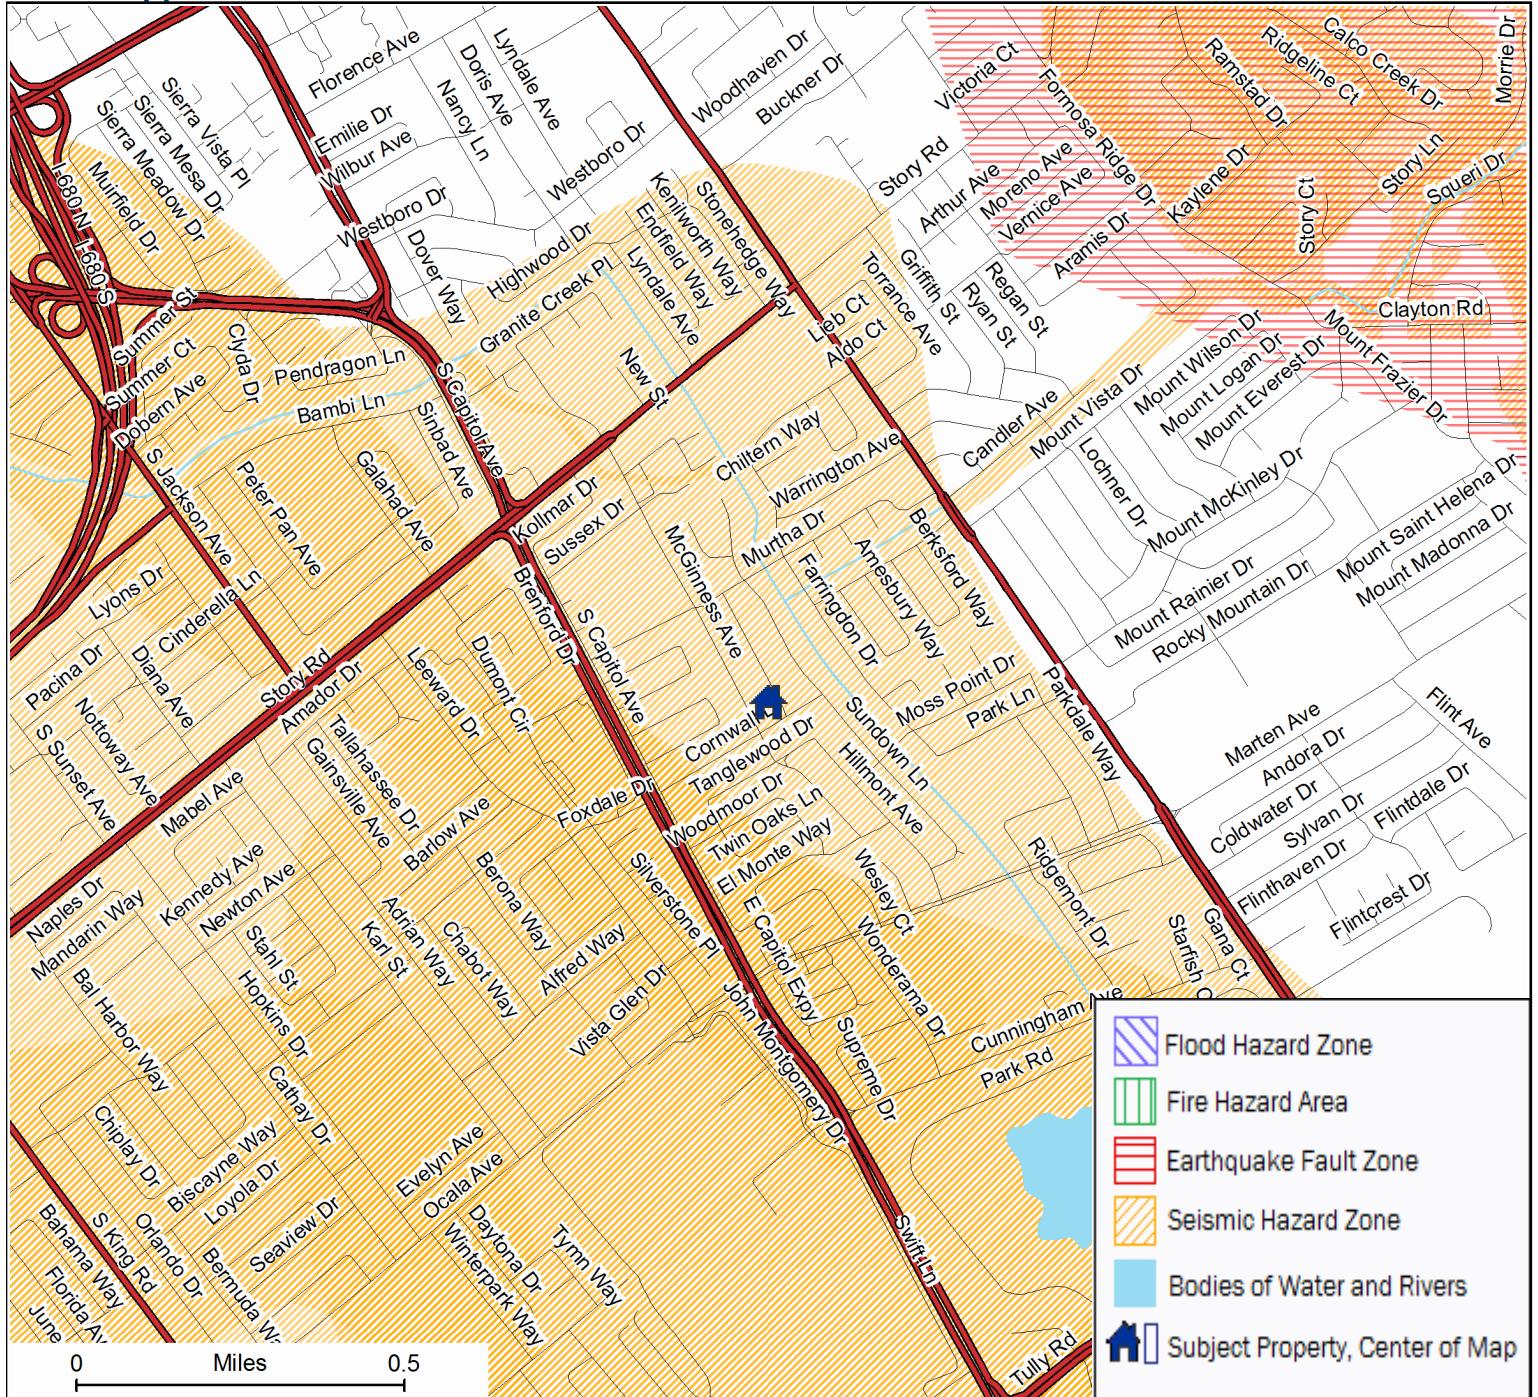 Florence Ave
Lyndale Ave
Doris Ave
Nancy Ln
Woodhaven Dr
Buckner Dr
Victoria Ct
Formosa Ridge Dr
Ramstad Dr
Ridgeline Ct
Calco Creek Dr
Morrie Dr
Sierra Vista Pl
Sierra Mesa Dr
Sierra Meadow Dr
Muirfield Dr
I-680 N
I-680 S
Emilie Dr
Wilbur Ave
Westboro Dr
Westboro Dr
Story Rd
Arthur Ave
Moreno Ave
Vernice Ave
Aramis Dr
Kaylene Dr
Story Ct
Story Ln
Squeri Dr
Dover Way
Highwood Dr
Granite Creek Pl
Kenilworth Way
Endfield Way
Lyndale Ave
Stonehedge Way
Torrance Ave
Griffith St
Ryan St
Regan St
Lieb Ct
Aldo Ct
Clayton Rd
Summer St
Summer Ct
Dobern Ave
Clyda Dr
Pendragon Ln
Bambi Ln
S Capitol Ave
Sinbad Ave
New St
Mount Wilson Dr
Mount Logan Dr
Mount Everest Dr
Mount Frazier Dr
Mount Vista Dr
Candler Ave
Lochner Dr
Mount McKinley Dr
Mount Saint Helena Dr
Mount Madonna Dr
Mount Rainier Dr
Rocky Mountain Dr
S Jackson Ave
Peter Pan Ave
Galahad Ave
Kollmar Dr
Sussex Dr
Chiltern Way
Warrington Ave
Murtha Dr
McGinness Ave
Farringdon Dr
Amesbury Way
Berksford Way
Lyons Dr
Cinderella Ln
Pacina Dr
Diana Ave
Nottoway Ave
S Sunset Ave
Story Rd
Amador Dr
Leeward Dr
Dumont Cir
Benford Dr
S Capitol Ave
Moss Point Dr
Park Ln
Parkdale Way
Sundown Ln
Hillmont Ave
Cornwall
Tanglewood Dr
Woodmoor Dr
Twin Oaks Ln
El Monte Way
Foxdale Dr
Marten Ave
Andora Dr
Flint Ave
Coldwater Dr
Sylvan Dr
Flintdale Dr
Flinthaven Dr
Flintcrest Dr
Mabel Ave
Tallahassee Dr
Gainsville Ave
Barlow Ave
Kennedy Ave
Newton Ave
Naples Dr
Mandarin Way
Stahl St
Karl St
Adrian Way
Chabot Way
Berona Way
Alfred Way
Silverstone Pl
Vista Glen Dr
E Capitol Expy
Wesley Ct
Wonderama Dr
Ridgemont Dr
Starfish C
Gana Ct
Cunningham Ave
Park Rd
Supreme Dr
John Montgomery Dr
Bal Harbor Way
Hopkins Dr
Cathay Dr
Chiplay Dr
Biscayne Way
Loyola Dr
Seaview Dr
Evelyn Ave
Ocala Ave
Daytona Dr
Winterpark Way
Tymn Way
Swift Ln
Tully Rd
S King Rd
Orlando Dr
Bermuda Wa
Bahama Way
Florida Av
June
0 Miles 0.5
Flood Hazard Zone
Fire Hazard Area
Earthquake Fault Zone
Seismic Hazard Zone
Bodies of Water and Rivers
Subject Property, Center of Map